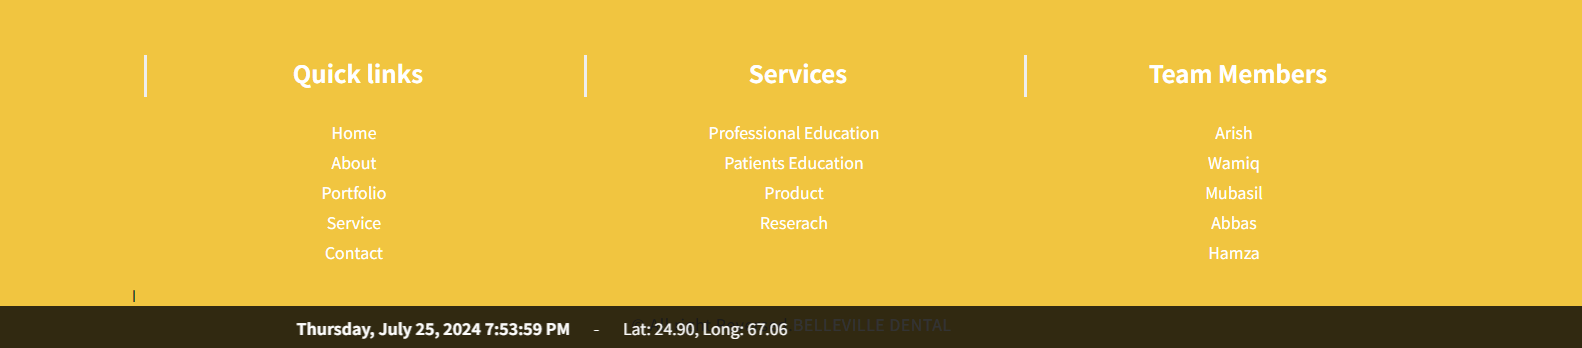 Quick links
Home
About
Portfolio
Service
Contact
Services
Professional Education
Patients Education
Product
Reserach
Team Members
Arish
Wamiq
Mubasil
Abbas
Hamza
Thursday, July 25, 2024 7:53:59 PM - Lat: 24.90, Long: 67.06
BELLEVILLE DENTAL